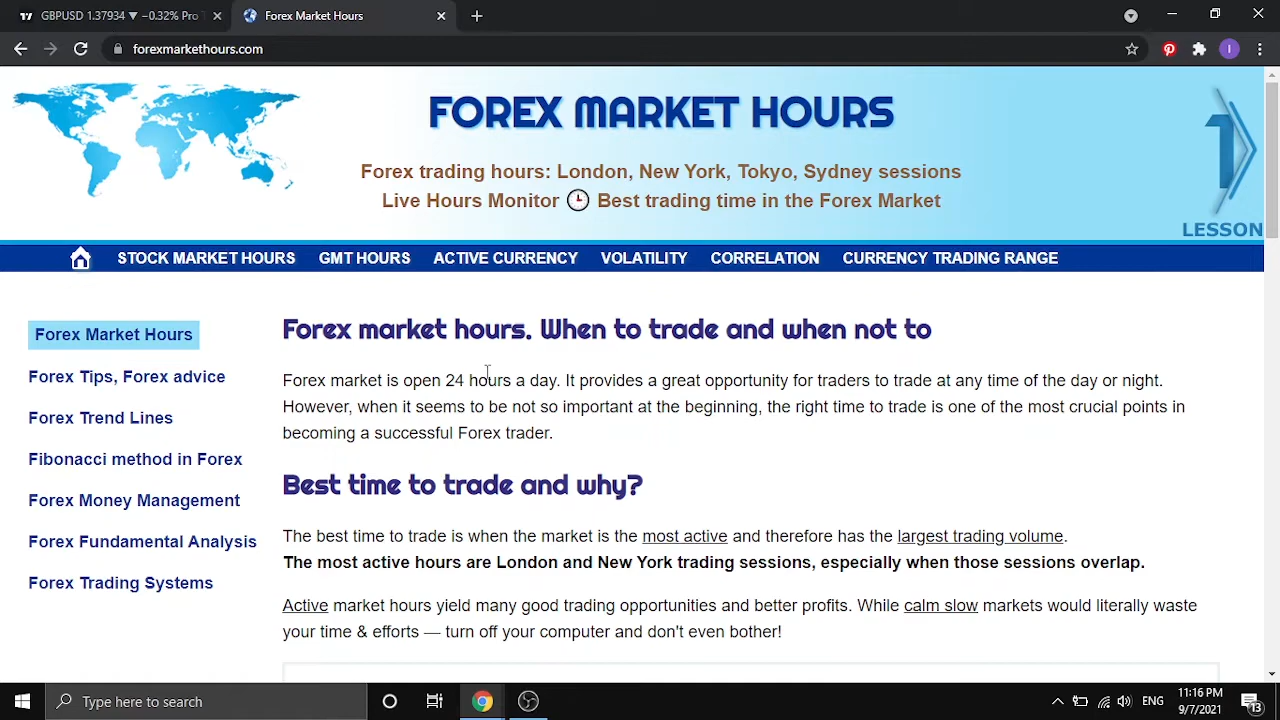 GBPUSD 1.37934 ▼ −0.32% Pro
Forex Market Hours
forexmarkethours.com
I
FOREX MARKET HOURS
Forex trading hours: London, New York, Tokyo, Sydney sessions
Live Hours Monitor Best trading time in the Forex Market
1
LESSON
STOCK MARKET HOURS GMT HOURS ACTIVE CURRENCY VOLATILITY CORRELATION CURRENCY TRADING RANGE
Forex Market Hours
Forex Tips, Forex advice
Forex Trend Lines
Fibonacci method in Forex
Forex Money Management
Forex Fundamental Analysis
Forex Trading Systems
Forex market hours. When to trade and when not to
Forex market is open 24 hours a day. It provides a great opportunity for traders to trade at any time of the day or night.
However, when it seems to be not so important at the beginning, the right time to trade is one of the most crucial points in
becoming a successful Forex trader.
Best time to trade and why?
The best time to trade is when the market is the most active and therefore has the largest trading volume.
The most active hours are London and New York trading sessions, especially when those sessions overlap.
Active market hours yield many good trading opportunities and better profits. While calm slow markets would literally waste
your time & efforts — turn off your computer and don't even bother!
Type here to search
ENG
11:16 PM
9/7/2021
13